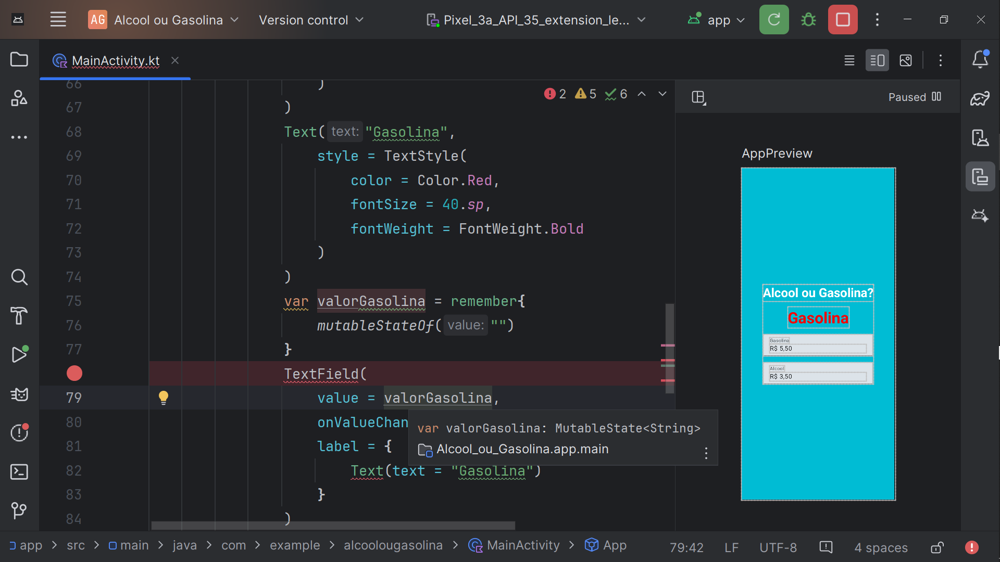 AG Alcool ou Gasolina Version control Pixel_3a_API_35_extension_le... app
MainActivity.kt
66 )
2 5 6
Paused
67 )
68 Text( text: "Gasolina",
69 style = TextStyle(
70 color = Color.Red,
71 fontSize = 40.sp,
72 fontWeight = FontWeight.Bold
73 )
74 )
75 var valorGasolina = remember{
76 mutableStateOf( value: "")
77 }
TextField(
79 value = valorGasolina,
80 onValueChan
81 label = {
82 Text(text = "Gasolina")
83 }
84 )
var valorGasolina: MutableState<String>
Alcool_ou_Gasolina.app.main
AppPreview
Alcool ou Gasolina?
Gasolina
Gasolina
R$ 5,50
Alcool
R$ 3,50
app > src > main > java > com > example > alcoolougasolina > MainActivity > App
79:42 LF UTF-8 4 spaces